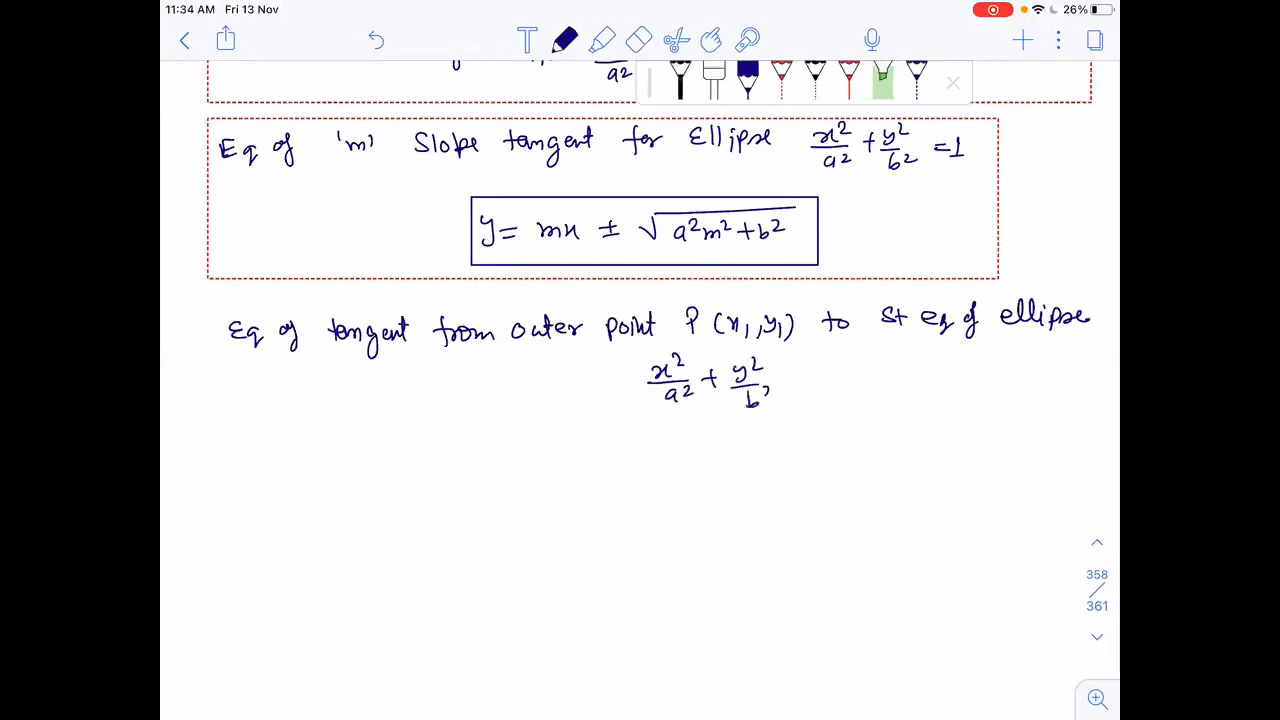 11:34 AM Fri 13 Nov
26%
T
y
a²
Eq of 'm' Slope tangent for Ellipse x²/a² + y²/b² = 1
y = mx ± √(a²m² + b²)
Eq of tangent from outer point P (x₁, y₁) to st eq of ellipse
x²/a² + y²/b²
358
/
361